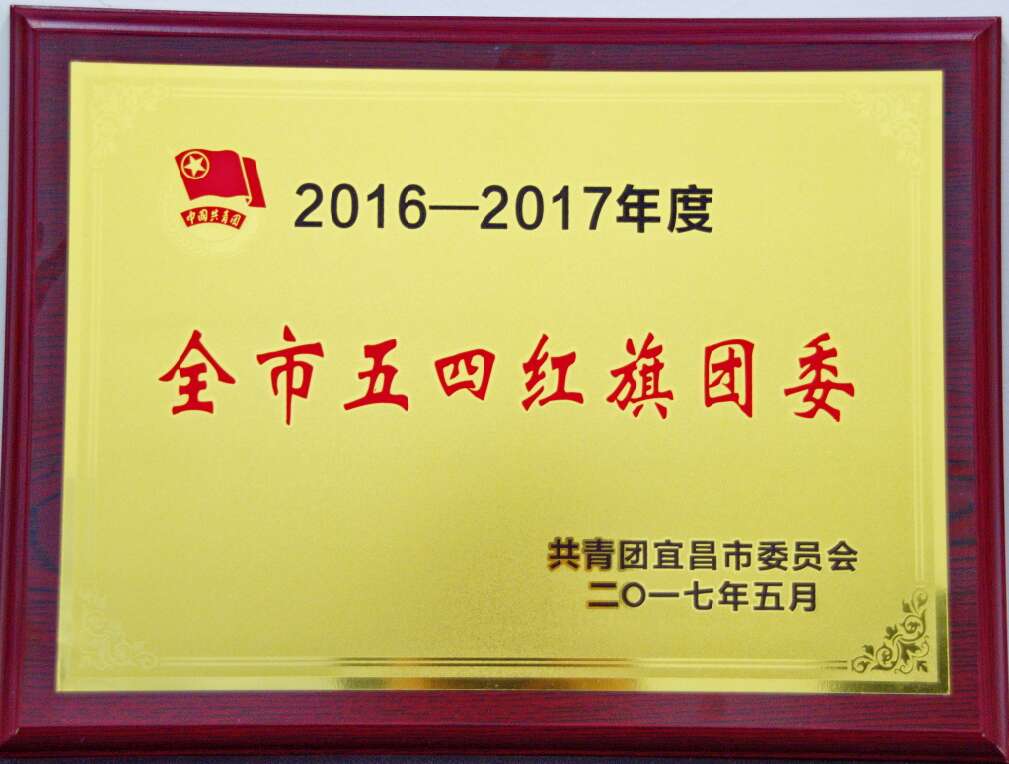 中国共青团
2016—2017年度
全市五四红旗团委
共青团宜昌市委员会
二〇一七年五月